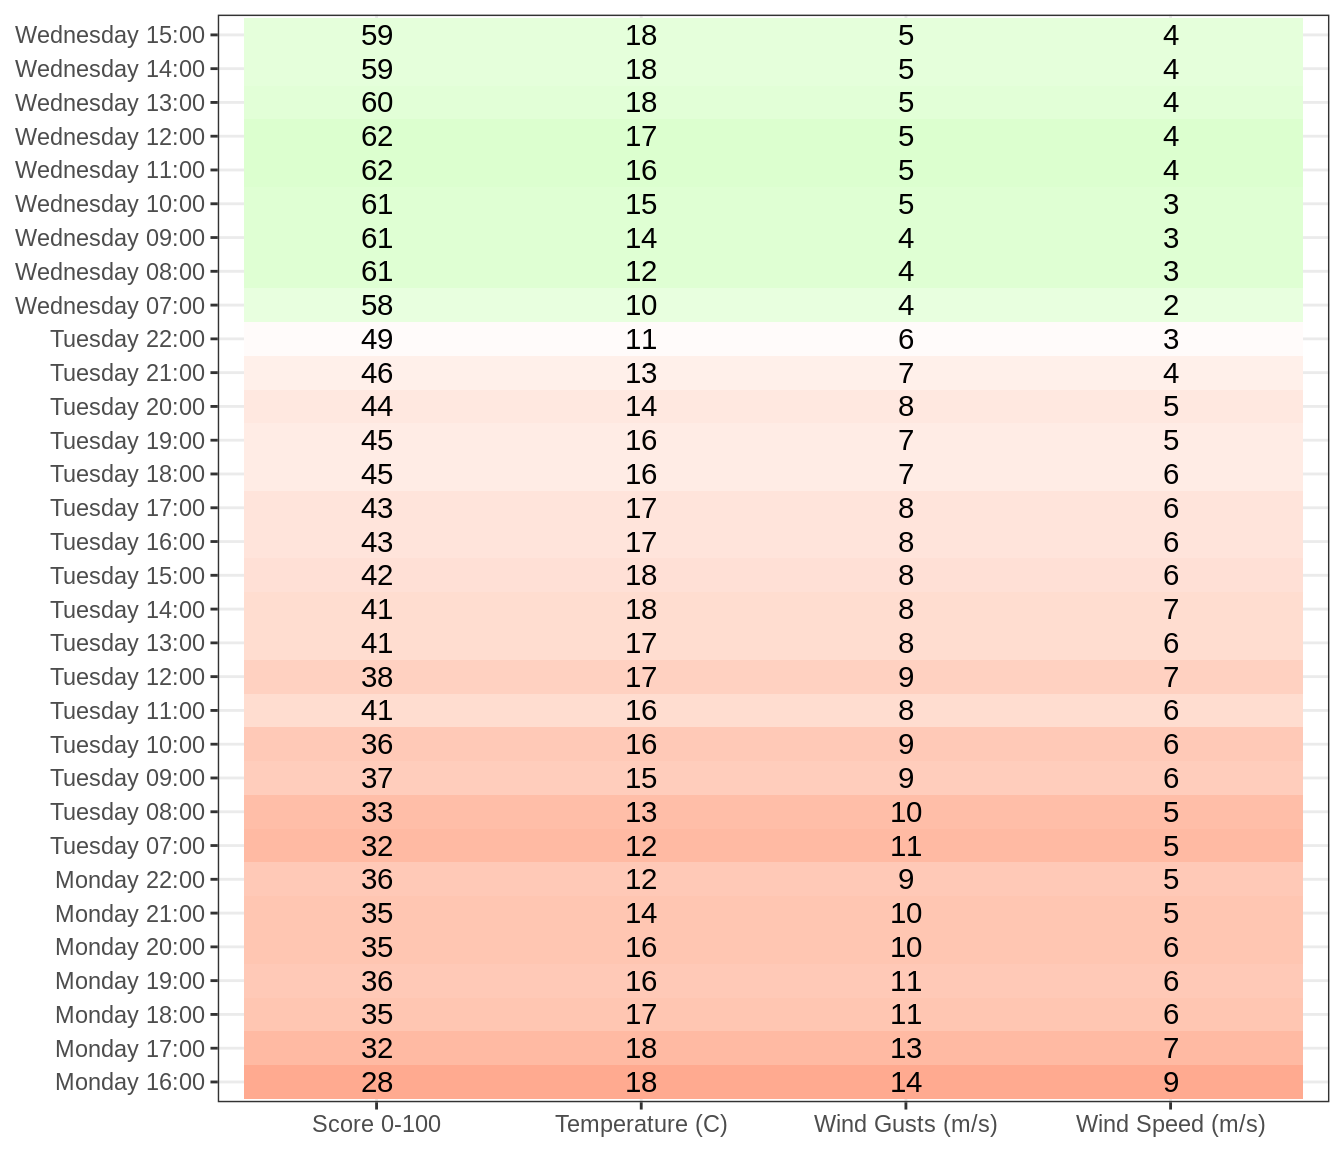 Wednesday 15:00 59 18 5 4
Wednesday 14:00 59 18 5 4
Wednesday 13:00 60 18 5 4
Wednesday 12:00 62 17 5 4
Wednesday 11:00 62 16 5 4
Wednesday 10:00 61 15 5 3
Wednesday 09:00 61 14 4 3
Wednesday 08:00 61 12 4 3
Wednesday 07:00 58 10 4 2
Tuesday 22:00 49 11 6 3
Tuesday 21:00 46 13 7 4
Tuesday 20:00 44 14 8 5
Tuesday 19:00 45 16 7 5
Tuesday 18:00 45 16 7 6
Tuesday 17:00 43 17 8 6
Tuesday 16:00 43 17 8 6
Tuesday 15:00 42 18 8 6
Tuesday 14:00 41 18 8 7
Tuesday 13:00 41 17 8 6
Tuesday 12:00 38 17 9 7
Tuesday 11:00 41 16 8 6
Tuesday 10:00 36 16 9 6
Tuesday 09:00 37 15 9 6
Tuesday 08:00 33 13 10 5
Tuesday 07:00 32 12 11 5
Monday 22:00 36 12 9 5
Monday 21:00 35 14 10 5
Monday 20:00 35 16 10 6
Monday 19:00 36 16 11 6
Monday 18:00 35 17 11 6
Monday 17:00 32 18 13 7
Monday 16:00 28 18 14 9
Score 0-100 Temperature (C) Wind Gusts (m/s) Wind Speed (m/s)